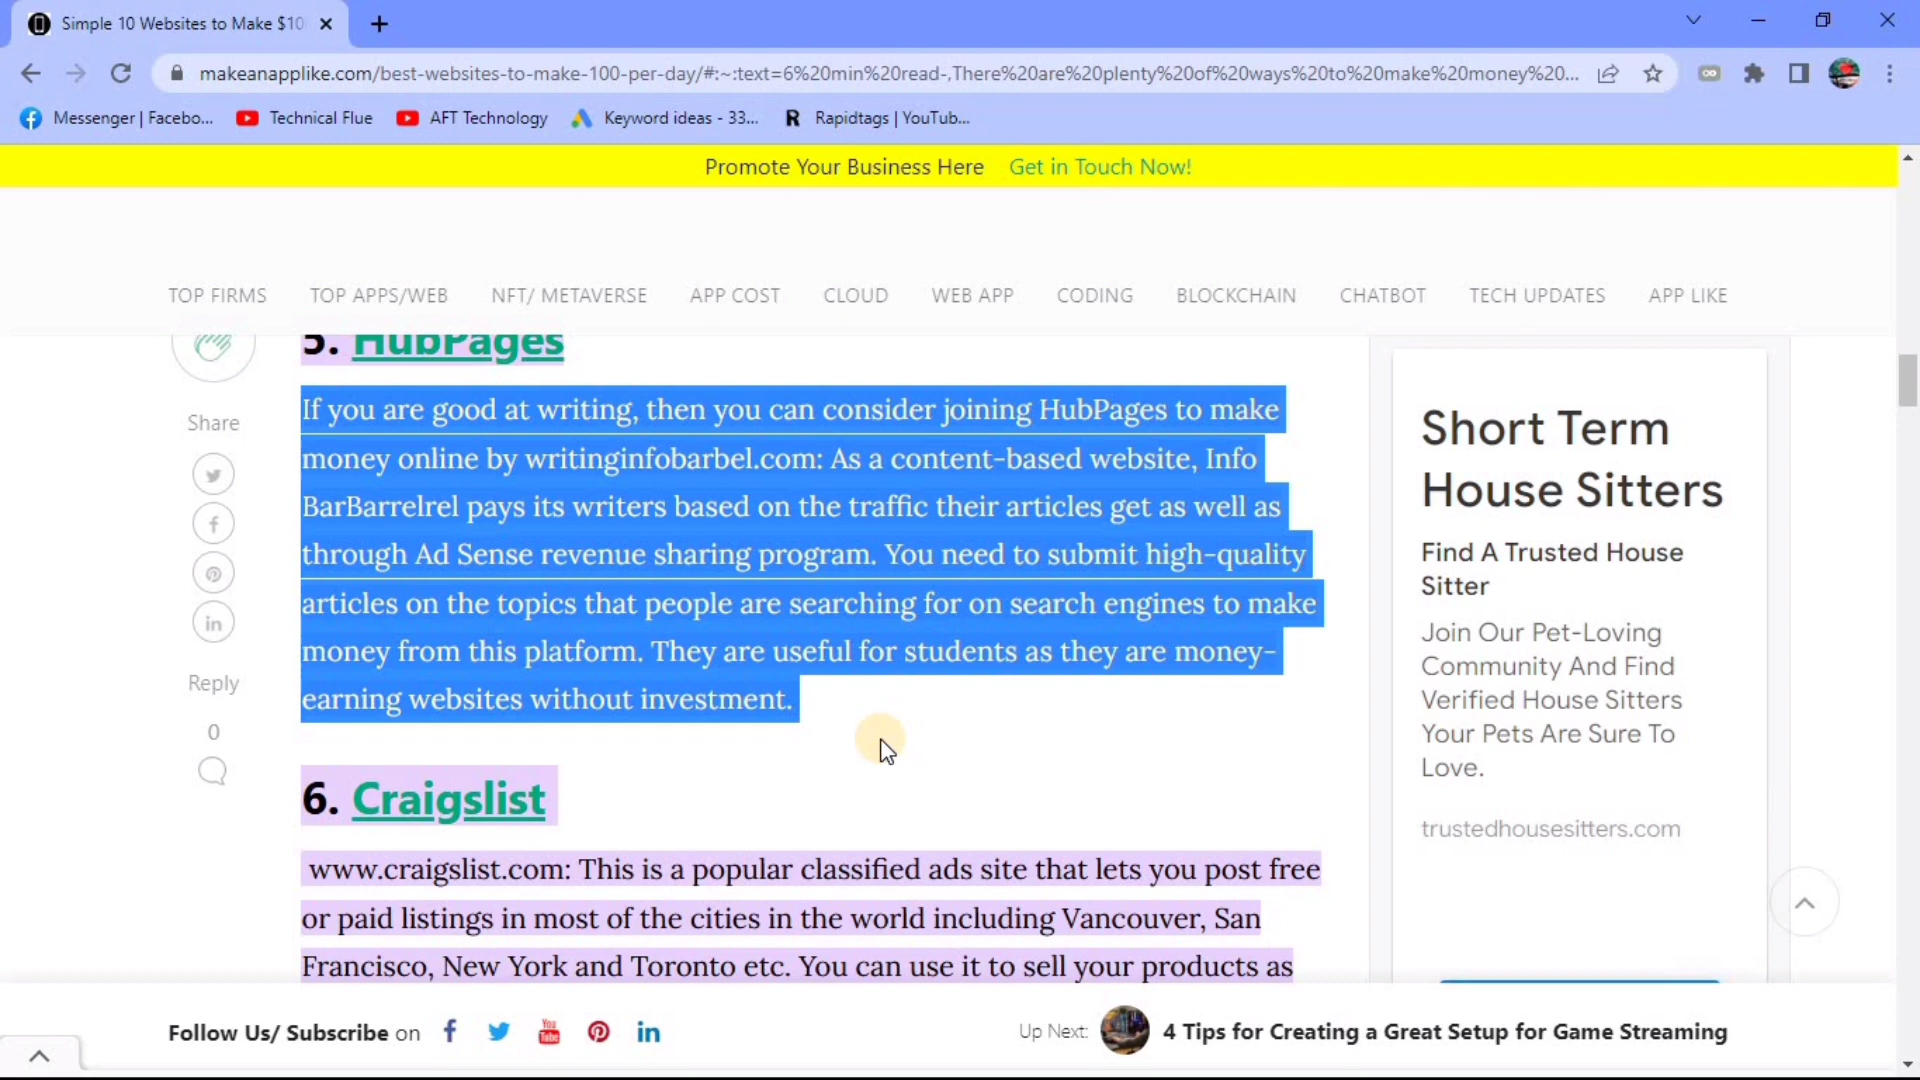 Simple 10 Websites to Make $10
makeanapplike.com/best-websites-to-make-100-per-day/#:~:text=6%20min%20read-,There%20are%20plenty%20of%20ways%20to%20make%20money%20...
Messenger | Facebo... Technical Flue AFT Technology Keyword ideas - 33... R Rapidtags | YouTub...
Promote Your Business Here Get in Touch Now!
TOP FIRMS TOP APPS/WEB NFT/ METAVERSE APP COST CLOUD WEB APP CODING BLOCKCHAIN CHATBOT TECH UPDATES APP LIKE
5. HubPages
If you are good at writing, then you can consider joining HubPages to make
money online by writinginfobarbel.com: As a content-based website, Info
BarBarrelrel pays its writers based on the traffic their articles get as well as
through Ad Sense revenue sharing program. You need to submit high-quality
articles on the topics that people are searching for on search engines to make
money from this platform. They are useful for students as they are money-
earning websites without investment.
6. Craigslist
www.craigslist.com: This is a popular classified ads site that lets you post free
or paid listings in most of the cities in the world including Vancouver, San
Francisco, New York and Toronto etc. You can use it to sell your products as
Share
Reply
0
Short Term
House Sitters
Find A Trusted House
Sitter
Join Our Pet-Loving
Community And Find
Verified House Sitters
Your Pets Are Sure To
Love.
trustedhousesitters.com
Follow Us/ Subscribe on
Up Next: 4 Tips for Creating a Great Setup for Game Streaming